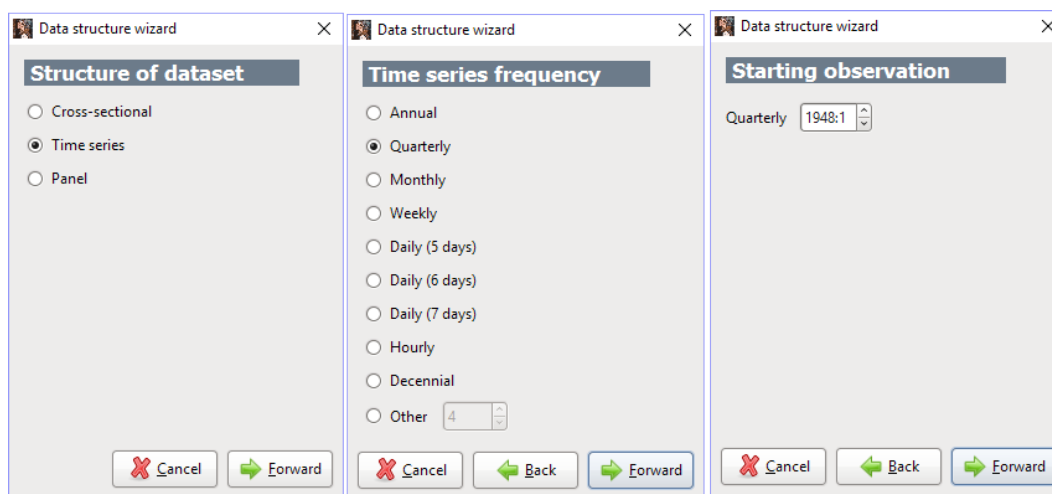 Data structure wizard
Structure of dataset
Cross-sectional
Time series
Panel
Cancel
Forward
Data structure wizard
Time series frequency
Annual
Quarterly
Monthly
Weekly
Daily (5 days)
Daily (6 days)
Daily (7 days)
Hourly
Decennial
Other 4
Cancel
Back
Forward
Data structure wizard
Starting observation
Quarterly 1948:1
Cancel
Back
Forward